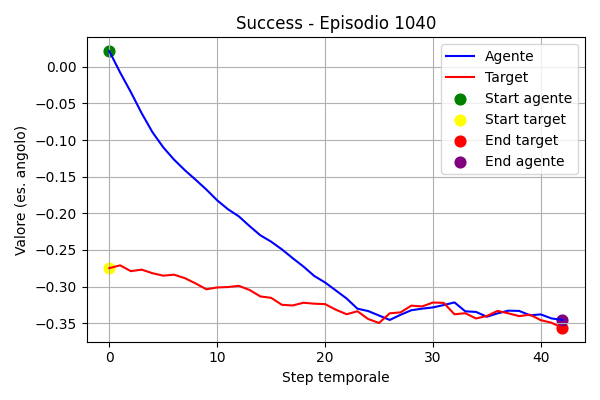 Success - Episodio 1040
Valore (es. angolo)
0.00
−0.05
−0.10
−0.15
−0.20
−0.25
−0.30
−0.35
0
10
20
30
40
Step temporale
Agente
Target
Start agente
Start target
End target
End agente